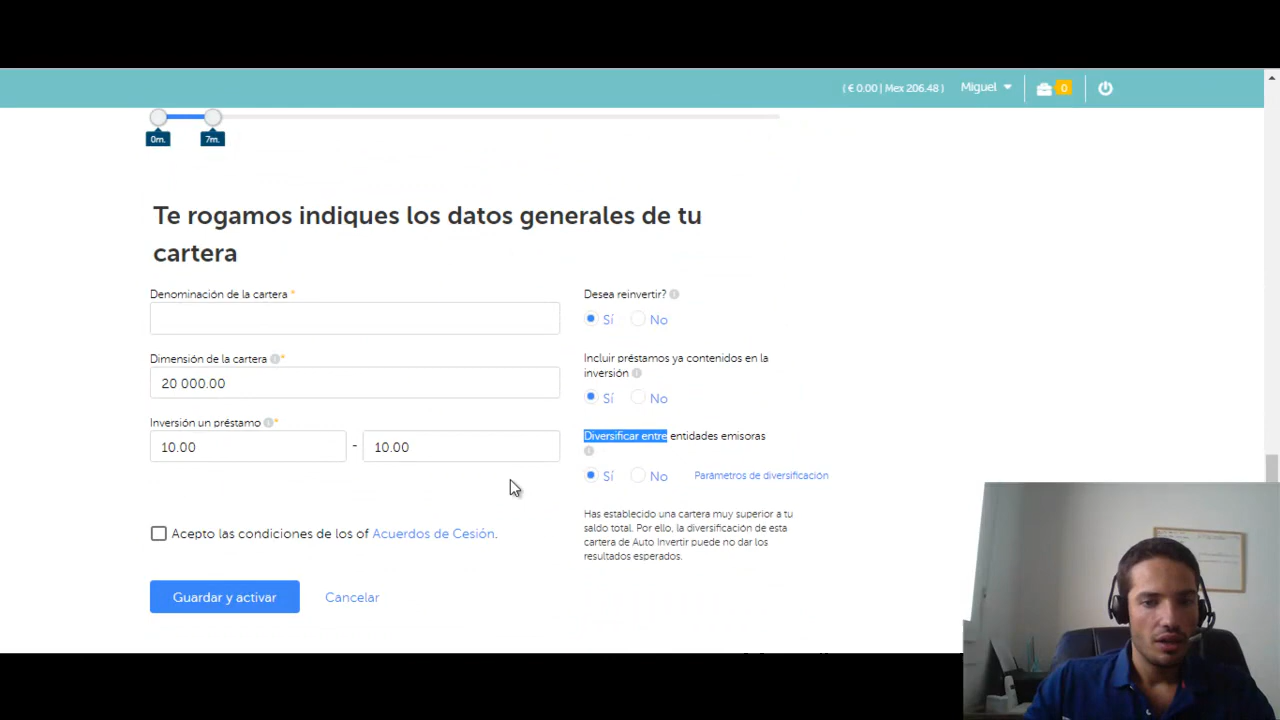 ( € 0.00 | Mex 206.48 )
Miguel
0
0m.
7m.
Te rogamos indiques los datos generales de tu
cartera
Denominación de la cartera *
Desea reinvertir?
Sí
No
Dimensión de la cartera *
20 000.00
Incluir préstamos ya contenidos en la
inversión
Sí
No
Inversión un préstamo *
10.00 - 10.00
Diversificar entre entidades emisoras
Sí
No
Parámetros de diversificación
Has establecido una cartera muy superior a tu
saldo total. Por ello, la diversificación de esta
cartera de Auto Invertir puede no dar los
resultados esperados.
Acepto las condiciones de los of Acuerdos de Cesión.
Guardar y activar
Cancelar